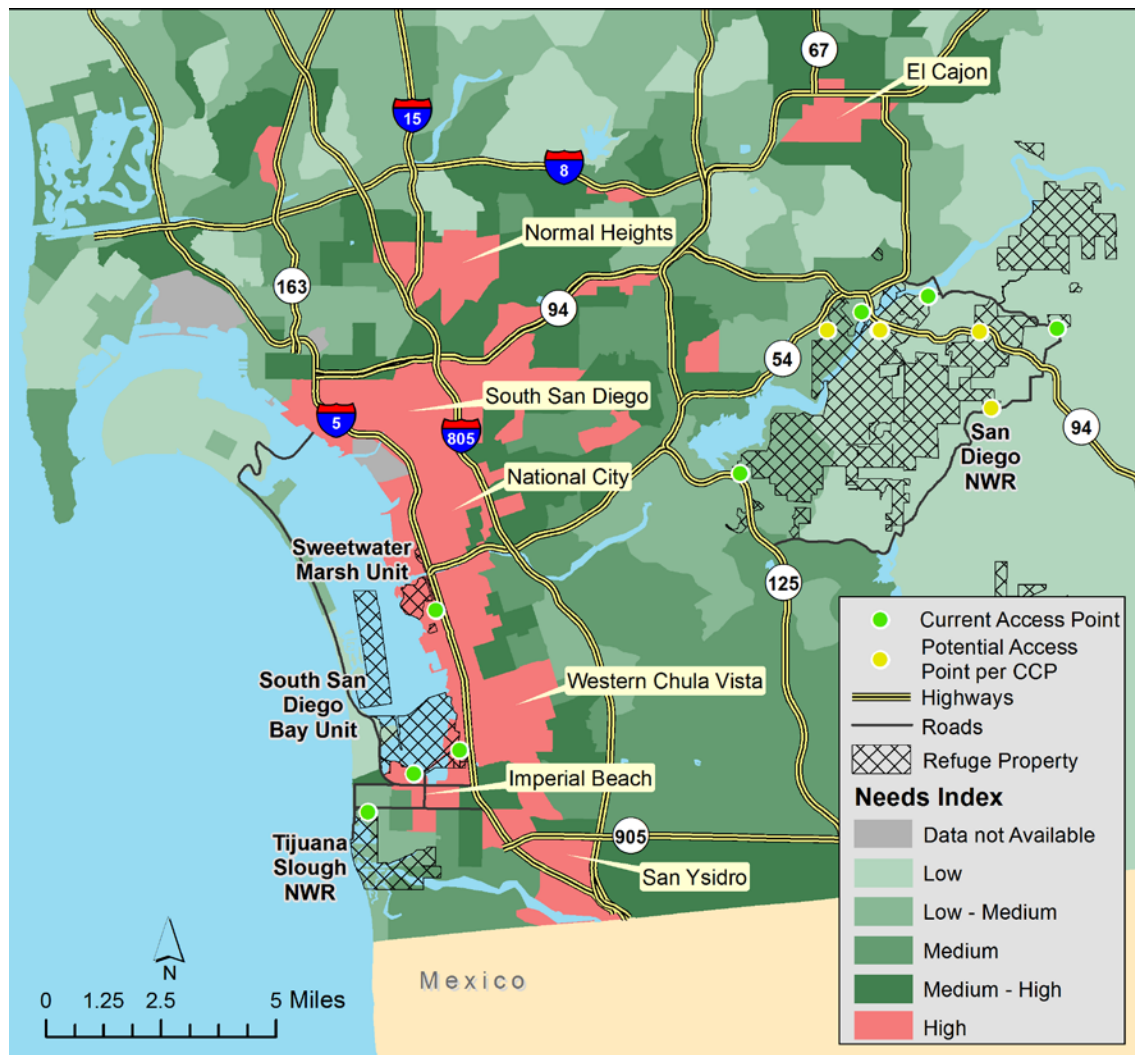 67
El Cajon
15
8
Normal Heights
163
94
54
South San Diego
5
805
94
San
Diego
NWR
National City
Sweetwater
Marsh Unit
125
South San
Diego
Bay Unit
Western Chula Vista
Imperial Beach
Tijuana
Slough
NWR
905
San Ysidro
Mexico
N
0 1.25 2.5 5 Miles
Current Access Point
Potential Access
Point per CCP
Highways
Roads
Refuge Property
Needs Index
Data not Available
Low
Low - Medium
Medium
Medium - High
High